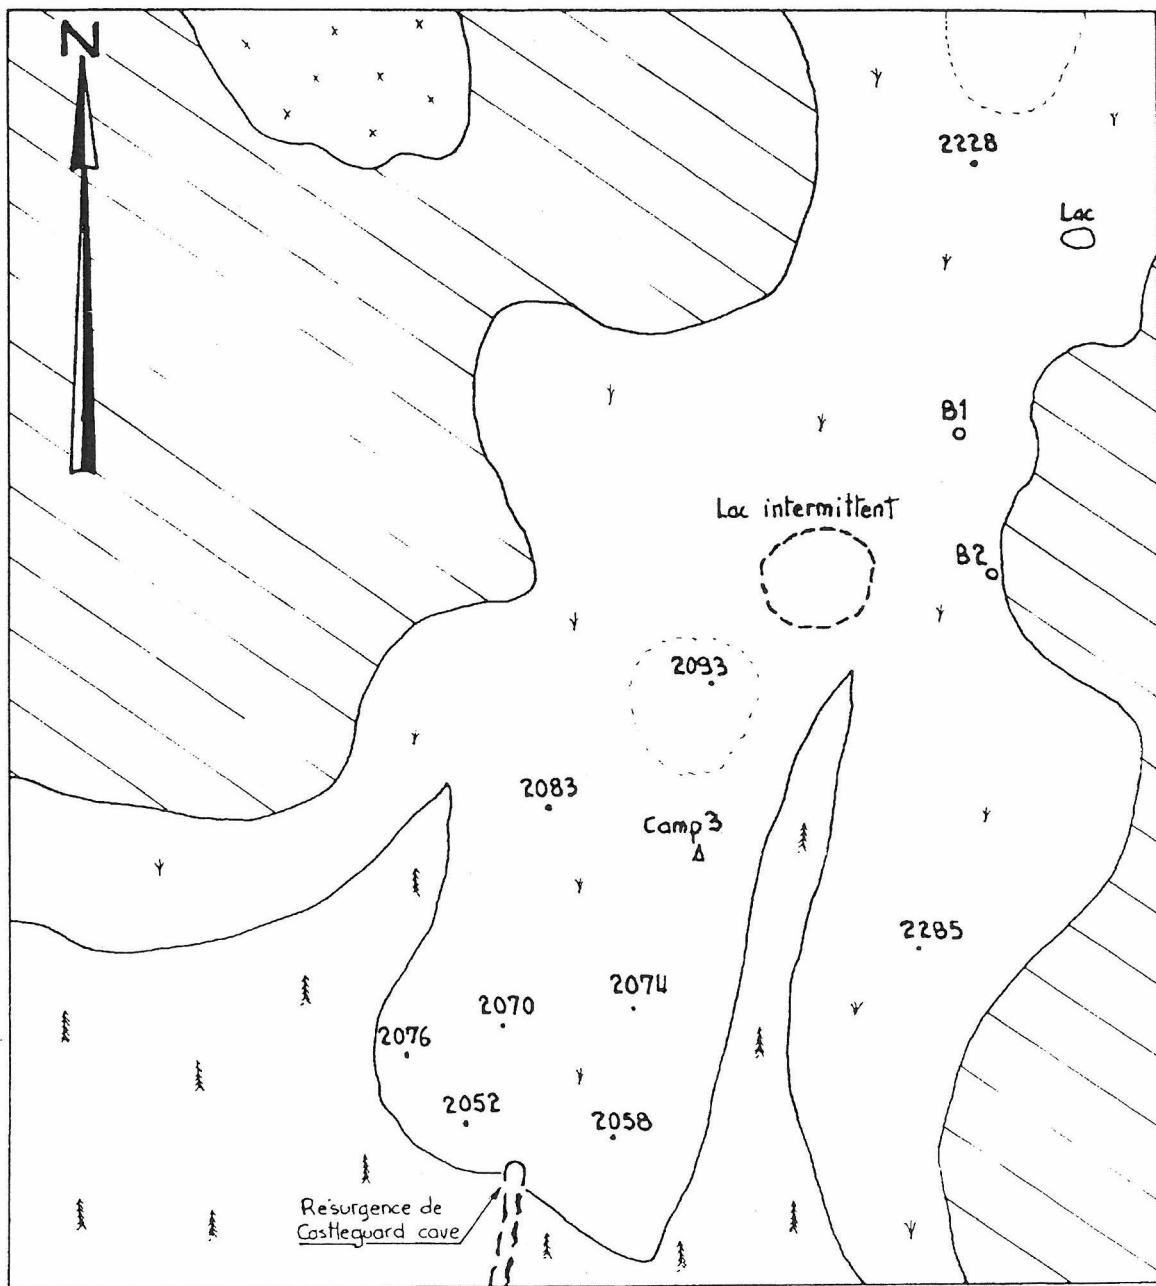 N
2228
Lac
B1
Lac intermittent
B2
2093
2083
Camp 3
2285
2074
2070
2076
2052
2058
Résurgence de
Castleguard cave